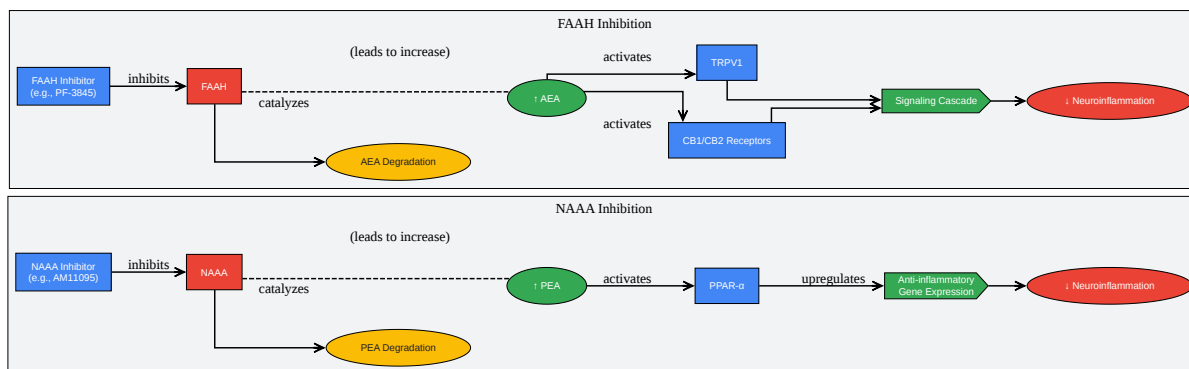 FAAH Inhibition
(leads to increase)
FAAH Inhibitor
(e.g., PF-3845)
inhibits
FAAH
catalyzes
AEA Degradation
↑ AEA
activates
activates
TRPV1
CB1/CB2 Receptors
Signaling Cascade
↓ Neuroinflammation
NAAA Inhibition
(leads to increase)
NAAA Inhibitor
(e.g., AM11095)
inhibits
NAAA
catalyzes
PEA Degradation
↑ PEA
activates
PPAR-α
upregulates
Anti-inflammatory
Gene Expression
↓ Neuroinflammation